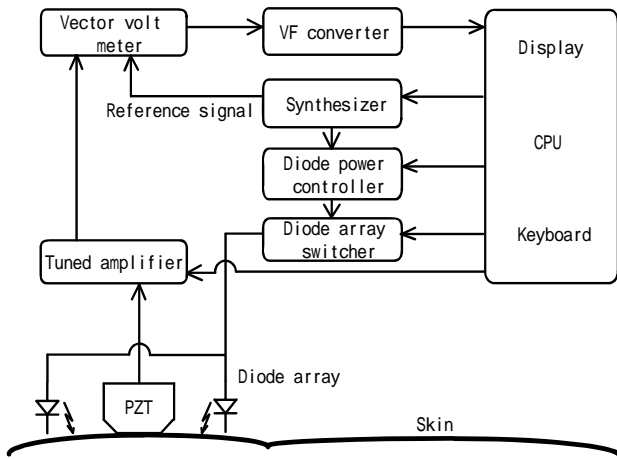 Vector volt
meter
VF converter
Display
Reference signal
Synthesizer
CPU
Diode power
controller
Diode array
switcher
Keyboard
Tuned amplifier
Diode array
PZT
Skin